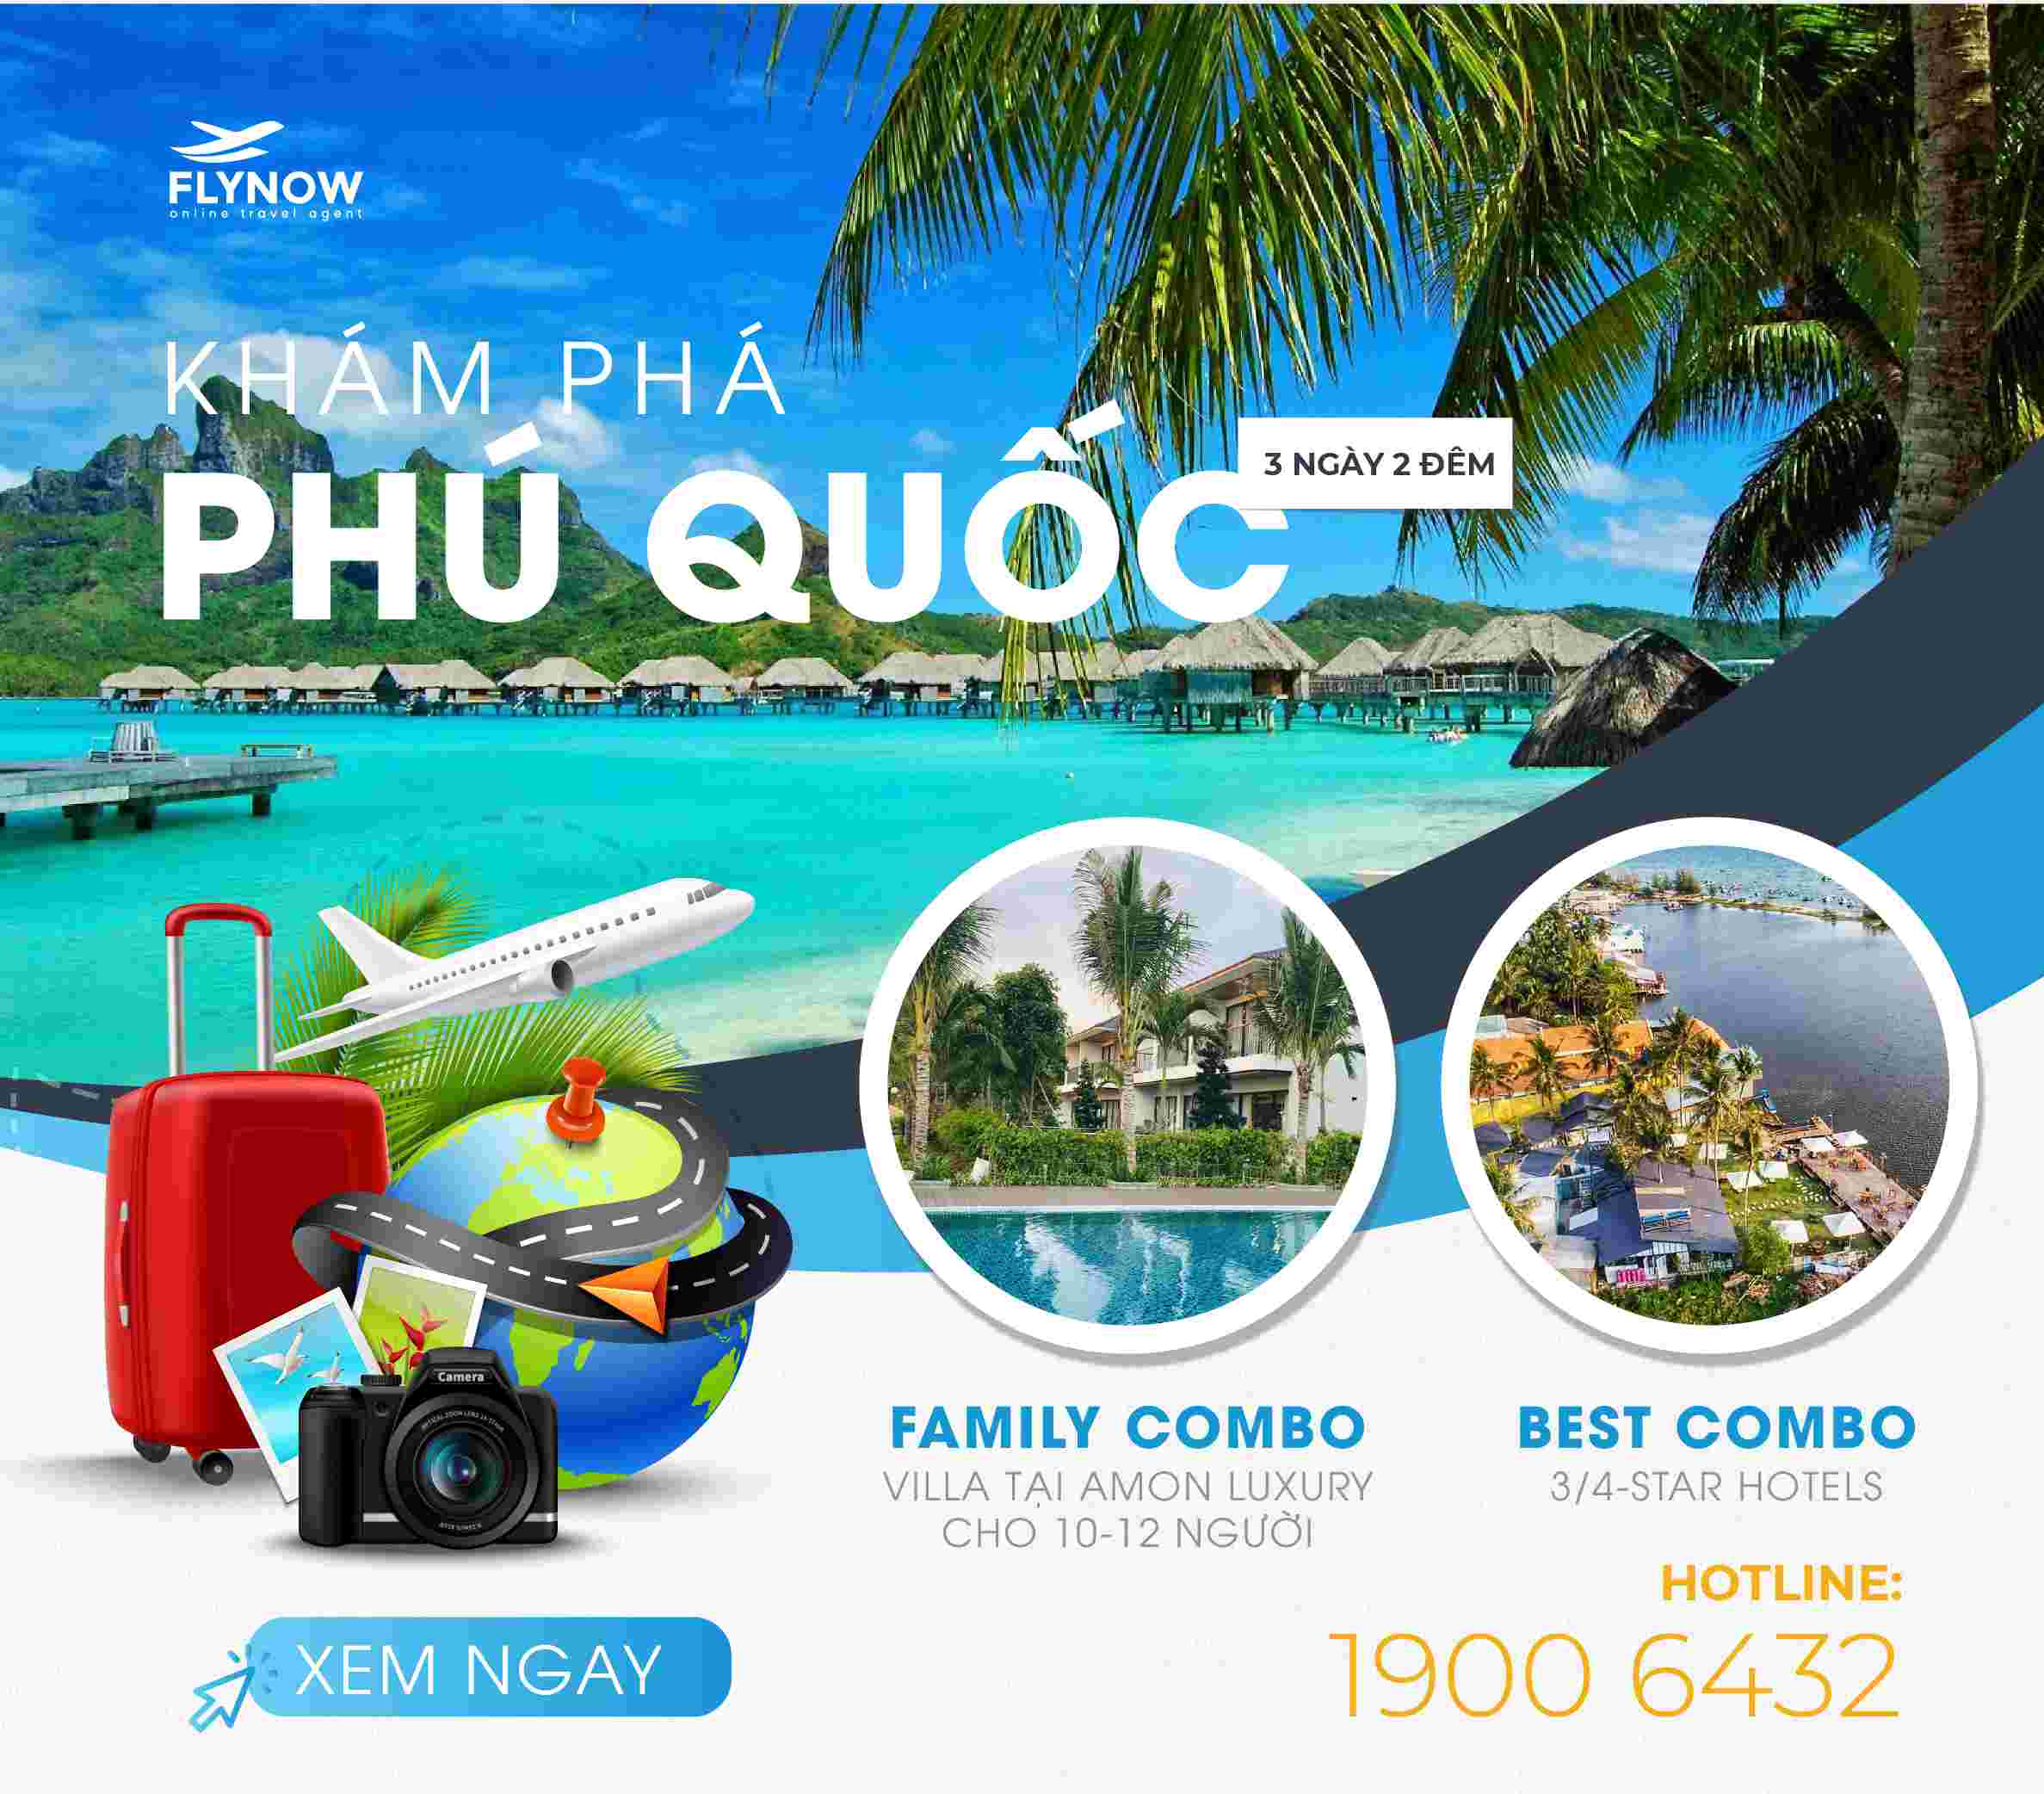 FLYNOW
online travel agent
KHÁM PHÁ
PHÚ QUỐC
3 NGÀY 2 ĐÊM
Camera
FAMILY COMBO
VILLA TẠI AMON LUXURY
CHO 10-12 NGƯỜI
BEST COMBO
3/4-STAR HOTELS
HOTLINE:
1900 6432
XEM NGAY